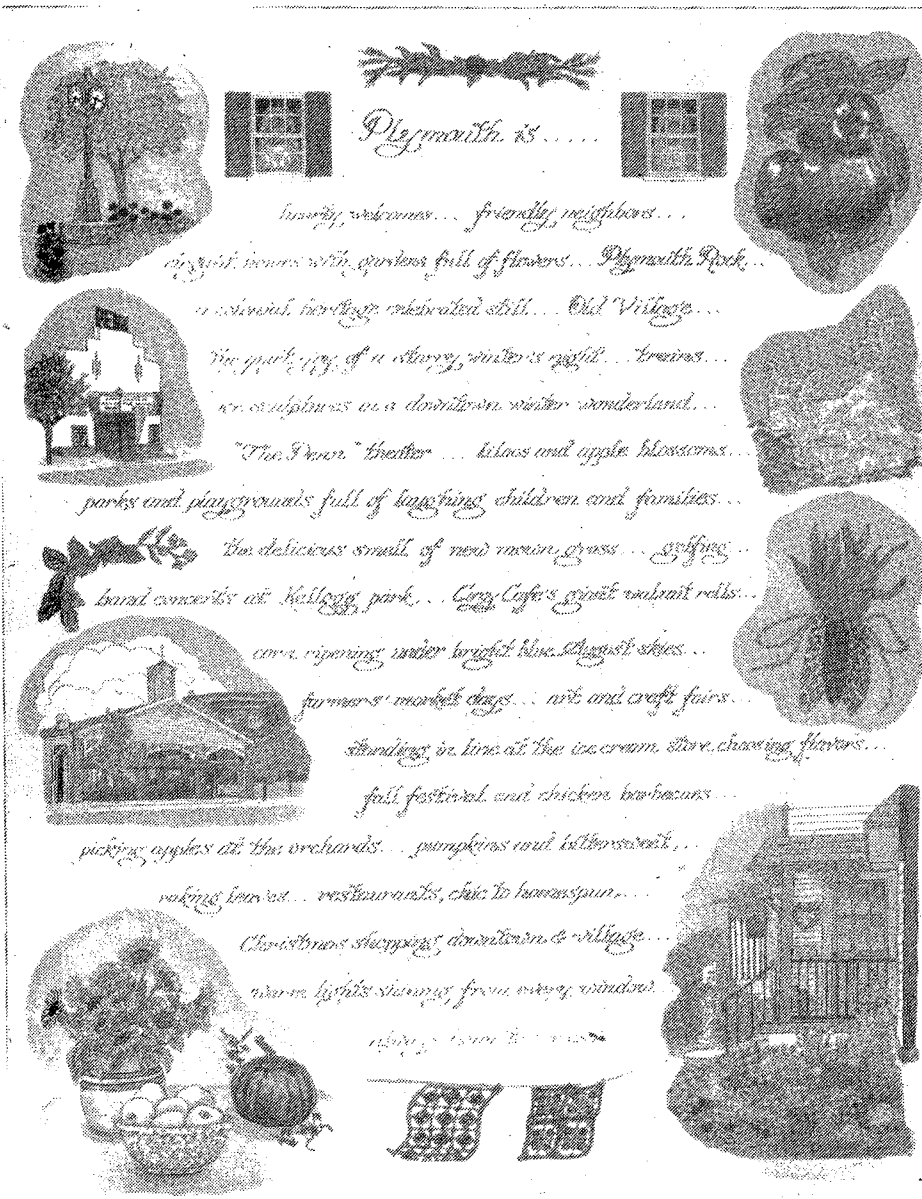 Plymouth is.....
hearty welcomes... friendly neighbors...
elegant homes with gardens full of flowers... Plymouth Rock...
a colonial heritage celebrated still... Old Village...
The quiet joy of a starry winter's night... trains...
ice sculptures in a downtown winter wonderland...
"The Penn" theater ... lilacs and apple blossoms...
parks and playgrounds full of laughing children and families...
the delicious smell of new mown grass... golfing...
band concerts at Kellogg park... Cozy Cafe's giant walnut rolls...
corn ripening under bright blue August skies...
farmers' market days... art and craft fairs...
standing in line at the ice cream store choosing flavors...
fall festival and chicken barbecues...
picking apples at the orchards... pumpkins and bittersweet...
raking leaves... restaurants, chic to homespun,...
Christmas shopping downtown & village...
warm lights shining from every window...